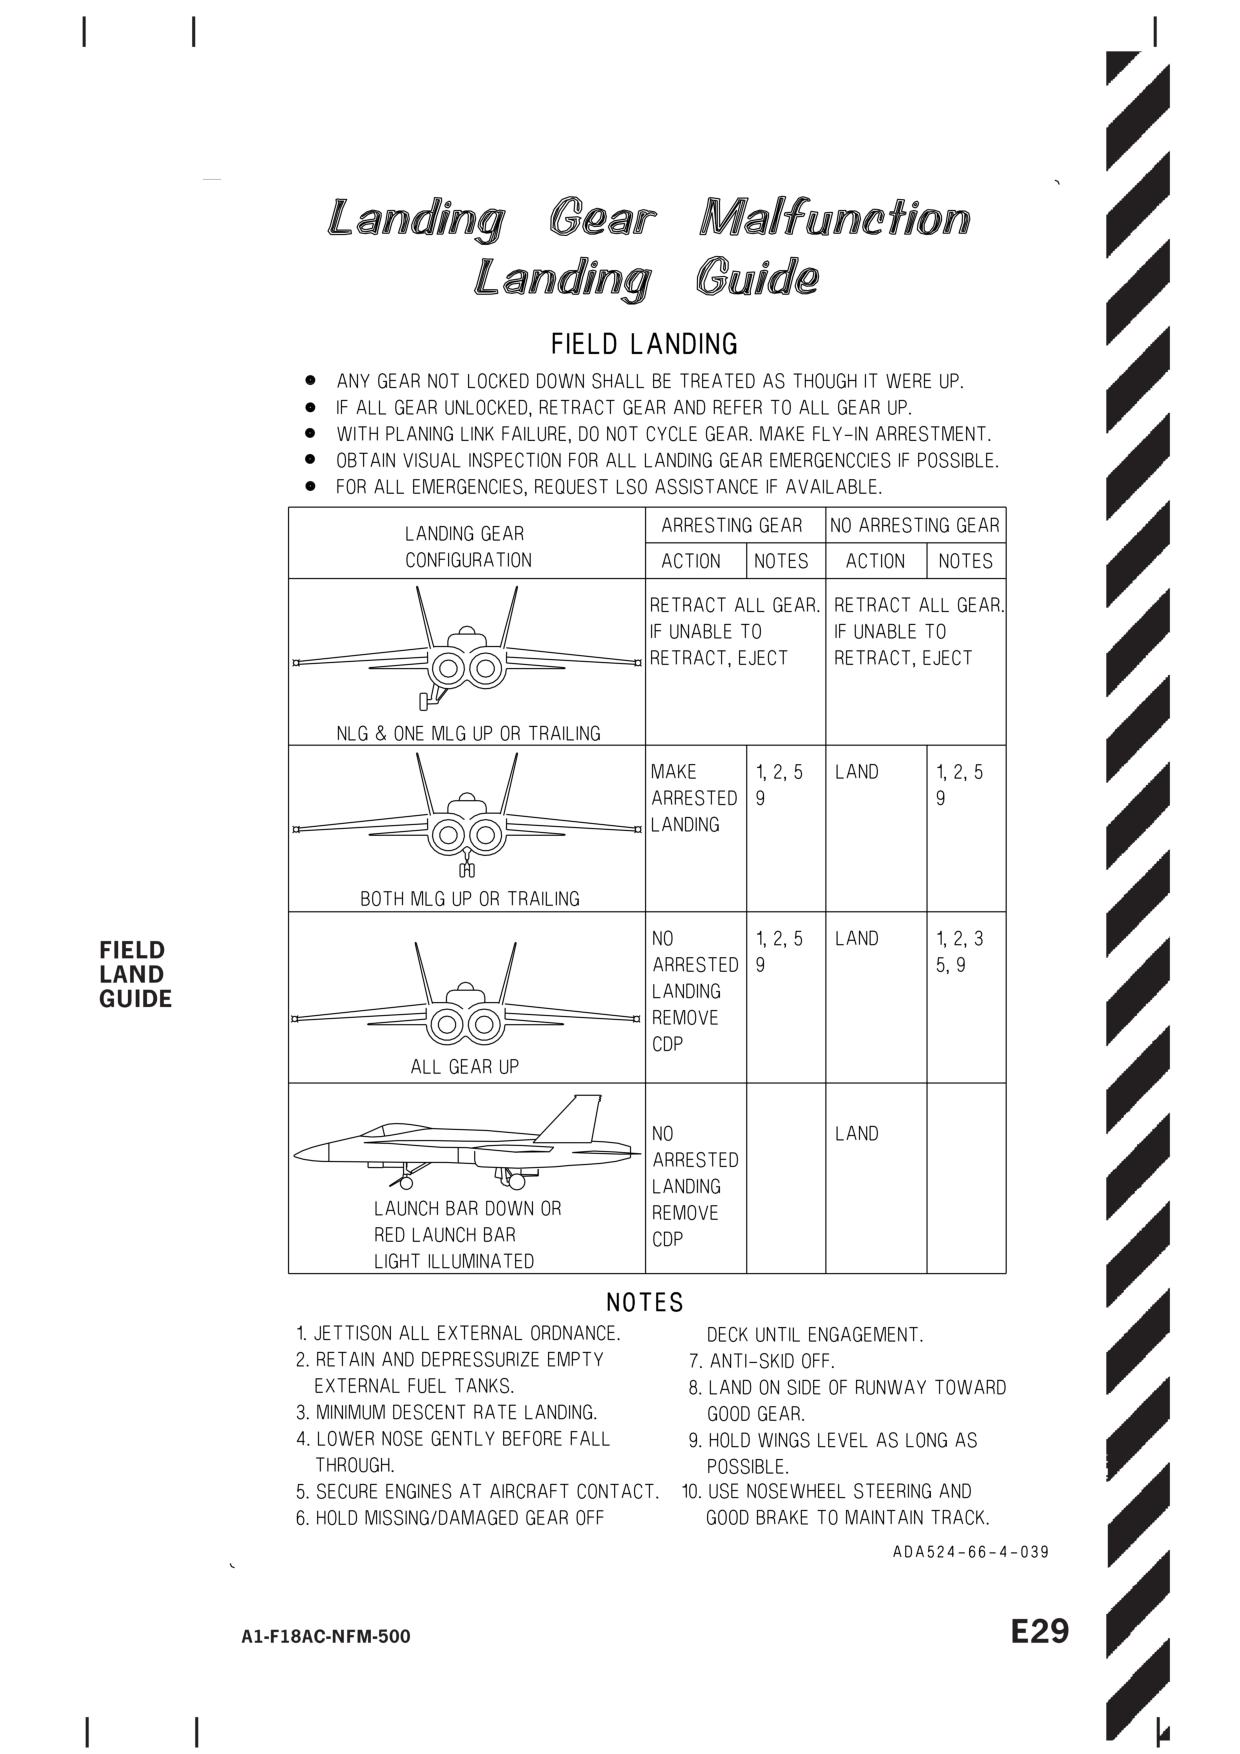 Landing Gear Malfunction
Landing Guide
FIELD LANDING
● ANY GEAR NOT LOCKED DOWN SHALL BE TREATED AS THOUGH IT WERE UP.
● IF ALL GEAR UNLOCKED, RETRACT GEAR AND REFER TO ALL GEAR UP.
● WITH PLANING LINK FAILURE, DO NOT CYCLE GEAR. MAKE FLY-IN ARRESTMENT.
● OBTAIN VISUAL INSPECTION FOR ALL LANDING GEAR EMERGENCCIES IF POSSIBLE.
● FOR ALL EMERGENCIES, REQUEST LSO ASSISTANCE IF AVAILABLE.
LANDING GEAR
CONFIGURATION
ARRESTING GEAR
NO ARRESTING GEAR
ACTION
NOTES
ACTION
NOTES
NLG & ONE MLG UP OR TRAILING
RETRACT ALL GEAR.
IF UNABLE TO
RETRACT, EJECT
RETRACT ALL GEAR.
IF UNABLE TO
RETRACT, EJECT
BOTH MLG UP OR TRAILING
MAKE
ARRESTED
LANDING
1, 2, 5
9
LAND
1, 2, 5
9
ALL GEAR UP
NO
ARRESTED
LANDING
REMOVE
CDP
1, 2, 5
9
LAND
1, 2, 3
5, 9
LAUNCH BAR DOWN OR
RED LAUNCH BAR
LIGHT ILLUMINATED
NO
ARRESTED
LANDING
REMOVE
CDP
LAND
FIELD
LAND
GUIDE
NOTES
1. JETTISON ALL EXTERNAL ORDNANCE.
2. RETAIN AND DEPRESSURIZE EMPTY
EXTERNAL FUEL TANKS.
3. MINIMUM DESCENT RATE LANDING.
4. LOWER NOSE GENTLY BEFORE FALL
THROUGH.
5. SECURE ENGINES AT AIRCRAFT CONTACT.
6. HOLD MISSING/DAMAGED GEAR OFF
DECK UNTIL ENGAGEMENT.
7. ANTI-SKID OFF.
8. LAND ON SIDE OF RUNWAY TOWARD
GOOD GEAR.
9. HOLD WINGS LEVEL AS LONG AS
POSSIBLE.
10. USE NOSEWHEEL STEERING AND
GOOD BRAKE TO MAINTAIN TRACK.
ADA524-66-4-039
A1-F18AC-NFM-500
E29